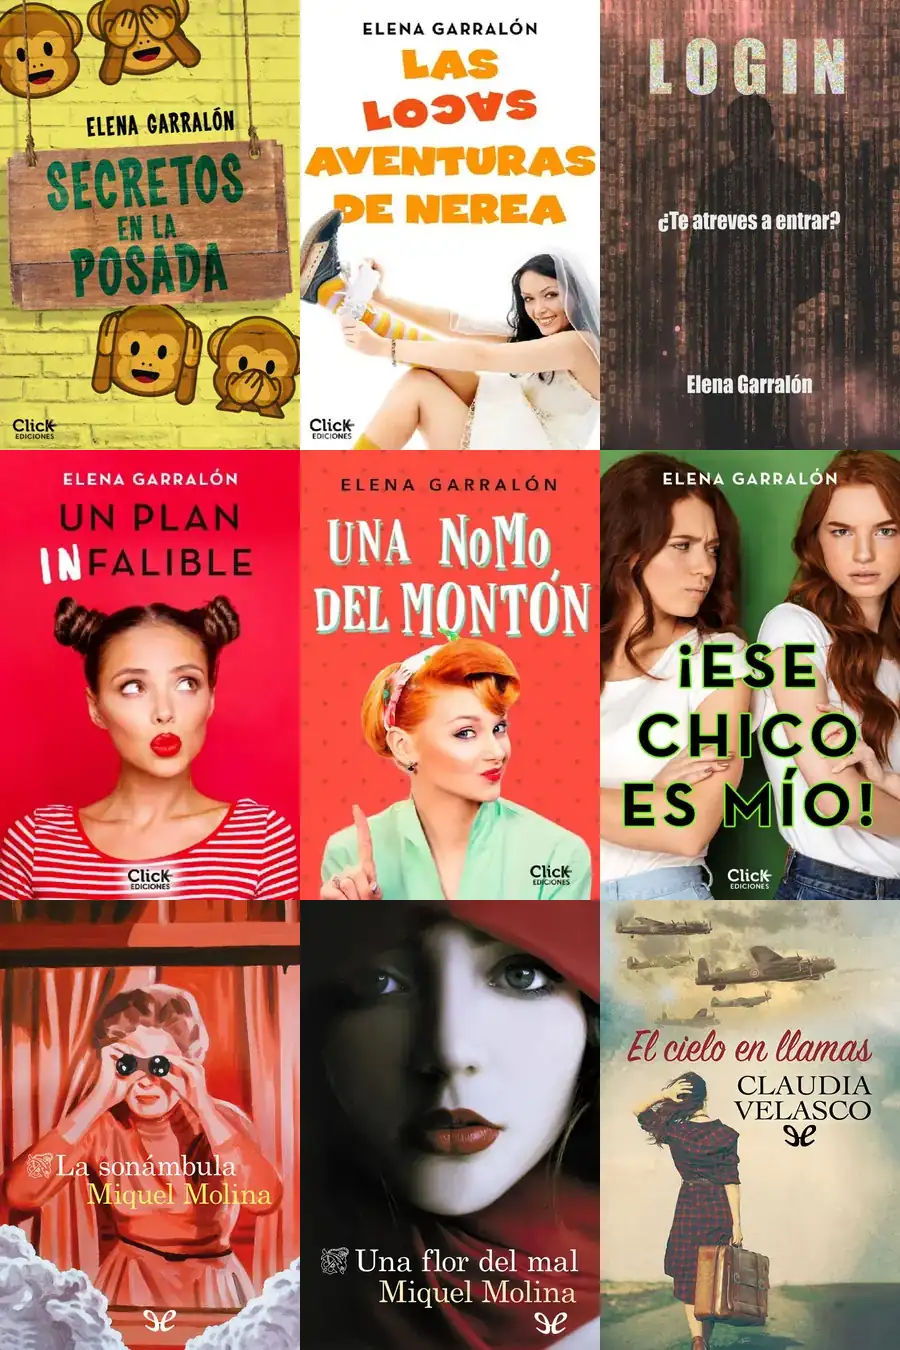 ELENA GARRALÓN
SECRETOS
EN LA
POSADA
Click
EDICIONES
ELENA GARRALÓN
LAS
LOCAS
AVENTURAS
DE NEREA
Click
EDICIONES
LOGIN
¿Te atreves a entrar?
Elena Garralón
ELENA GARRALÓN
UN PLAN
INFALIBLE
Click
EDICIONES
ELENA GARRALÓN
UNA NoMo
DEL MONTÓN
Click
EDICIONES
ELENA GARRALÓN
¡ESE
CHICO
ES MÍO!
Click
EDICIONES
La sonámbula
Miquel Molina
Una flor del mal
Miquel Molina
El cielo en llamas
CLAUDIA
VELASCO